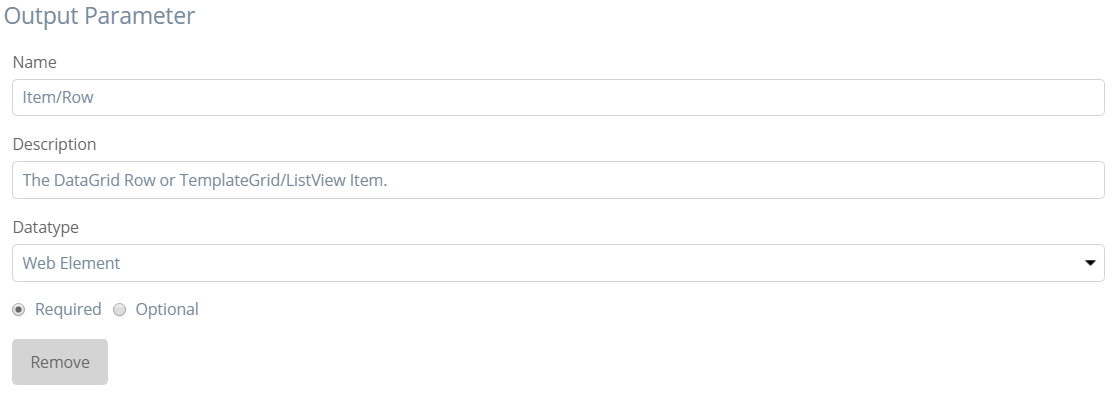 Output Parameter
Name
Item/Row
Description
The DataGrid Row or TemplateGrid/ListView Item.
Datatype
Web Element
Required Optional
Remove